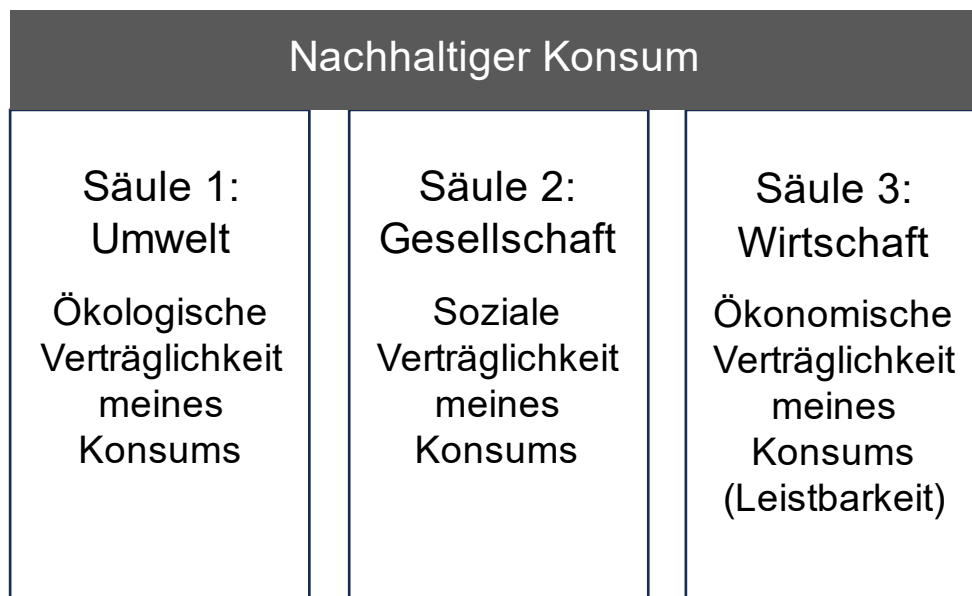 Nachhaltiger Konsum
Säule 1:
Umwelt
Ökologische
Verträglichkeit
meines
Konsums
Säule 2:
Gesellschaft
Soziale
Verträglichkeit
meines
Konsums
Säule 3:
Wirtschaft
Ökonomische
Verträglichkeit
meines
Konsums
(Leistbarkeit)